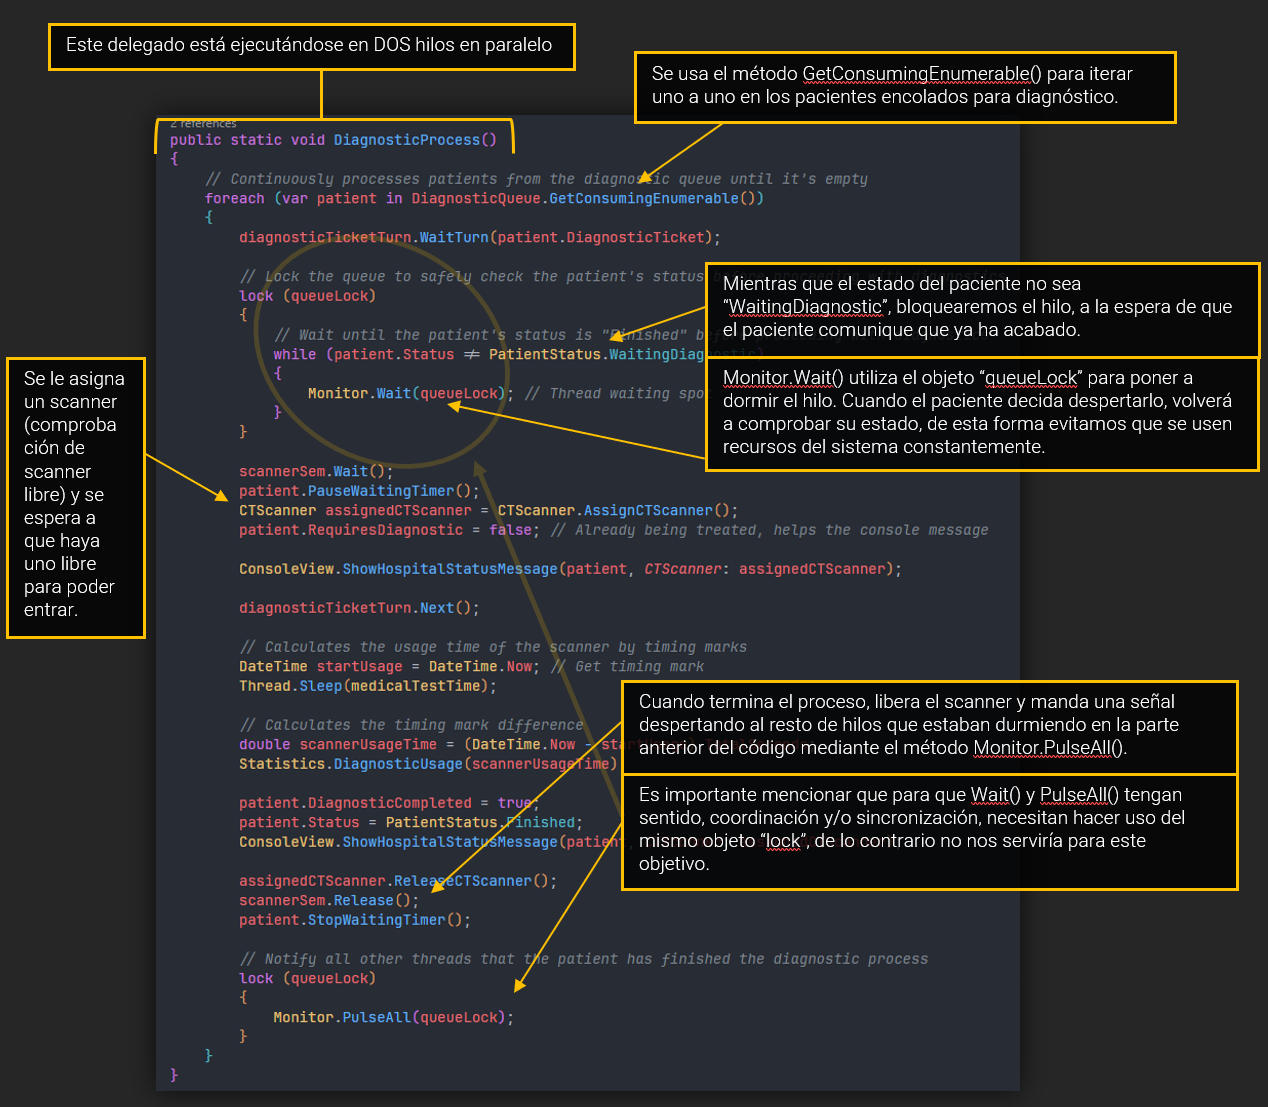 Este delegado está ejecutándose en DOS hilos en paralelo
Se usa el método GetConsumingEnumerable() para iterar
uno a uno en los pacientes encolados para diagnóstico.
2 references
public static void DiagnosticProcess()
{
// Continuously processes patients from the diagnostic queue until it's empty
foreach (var patient in DiagnosticQueue.GetConsumingEnumerable())
{
diagnosticTicketTurn.WaitTurn(patient.DiagnosticTicket);
// Lock the queue to safely check the patient's status before proceeding with diagnostics
lock (queueLock)
{
// Wait until the patient's status is "Finished" before proceeding with diagnostics
while (patient.Status ≠ PatientStatus.WaitingDiagnostic)
{
Monitor.Wait(queueLock); // Thread waiting spot
}
}
Mientras que el estado del paciente no sea
“WaitingDiagnostic”, bloquearemos el hilo, a la espera de que
el paciente comunique que ya ha acabado.
Monitor.Wait() utiliza el objeto “queueLock” para poner a
dormir el hilo. Cuando el paciente decida despertarlo, volverá
a comprobar su estado, de esta forma evitamos que se usen
recursos del sistema constantemente.
Se le asigna
un scanner
(comproba
ción de
scanner
libre) y se
espera a
que haya
uno libre
para poder
entrar.
scannerSem.Wait();
patient.PauseWaitingTimer();
CTScanner assignedCTScanner = CTScanner.AssignCTScanner();
patient.RequiresDiagnostic = false; // Already being treated, helps the console message
ConsoleView.ShowHospitalStatusMessage(patient, CTScanner: assignedCTScanner);
diagnosticTicketTurn.Next();
// Calculates the usage time of the scanner by timing marks
DateTime startUsage = DateTime.Now; // Get timing mark
Thread.Sleep(medicalTestTime);
// Calculates the timing mark difference
double scannerUsageTime = (DateTime.Now - startUsage)
Statistics.DiagnosticUsage(scannerUsageTime)
patient.DiagnosticCompleted = true;
patient.Status = PatientStatus.Finished;
ConsoleView.ShowHospitalStatusMessage(patient,
Cuando termina el proceso, libera el scanner y manda una señal
despertando al resto de hilos que estaban durmiendo en la parte
anterior del código mediante el método Monitor.PulseAll().
Es importante mencionar que para que Wait() y PulseAll() tengan
sentido, coordinación y/o sincronización, necesitan hacer uso del
mismo objeto “lock”, de lo contrario no nos serviría para este
objetivo.
assignedCTScanner.ReleaseCTScanner();
scannerSem.Release();
patient.StopWaitingTimer();
// Notify all other threads that the patient has finished the diagnostic process
lock (queueLock)
{
Monitor.PulseAll(queueLock);
}
}
}